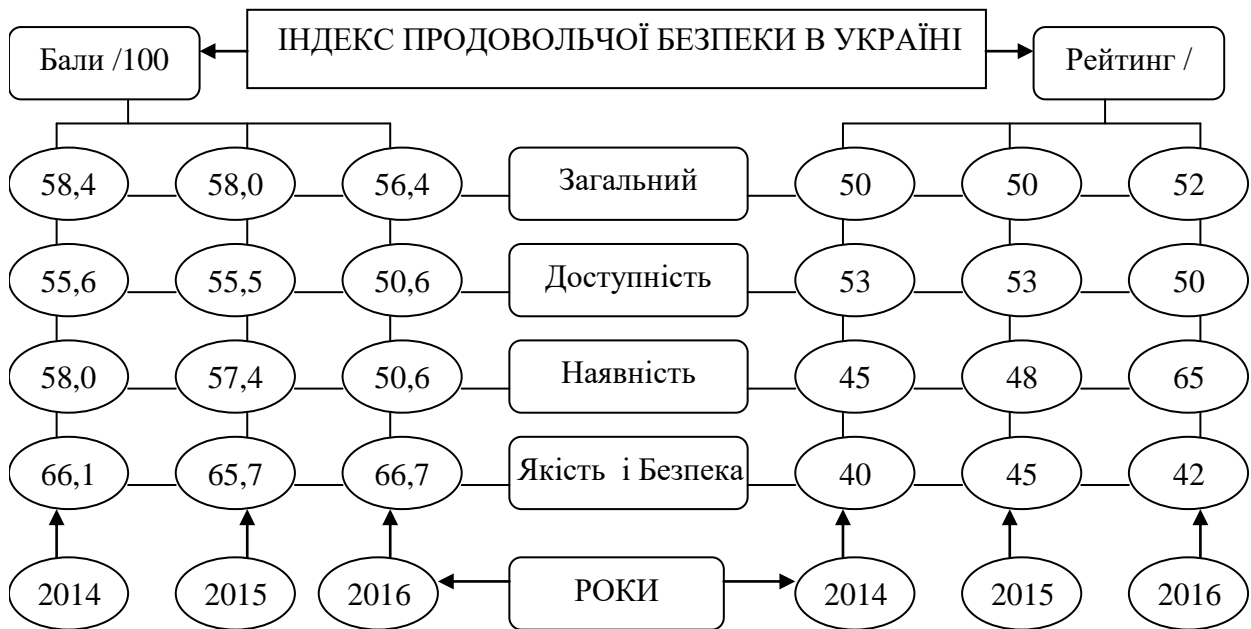 ІНДЕКС ПРОДОВОЛЬЧОЇ БЕЗПЕКИ В УКРАЇНІ
Бали /100
Рейтинг /
58,4 58,0 56,4 Загальний 50 50 52
55,6 55,5 50,6 Доступність 53 53 50
58,0 57,4 50,6 Наявність 45 48 65
66,1 65,7 66,7 Якість і Безпека 40 45 42
2014 2015 2016 РОКИ 2014 2015 2016